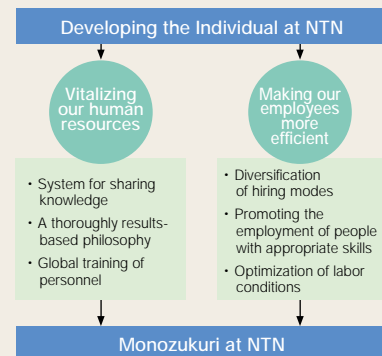 Developing the Individual at NTN
Vitalizing
our human
resources
• System for sharing
knowledge
• A thoroughly results-
based philosophy
• Global training of
personnel
Making our
employees
more
efficient
• Diversification
of hiring modes
• Promoting the
employment of people
with appropriate skills
• Optimization of labor
conditions
Monozukuri at NTN